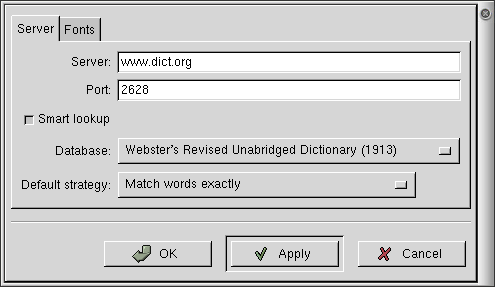 Server Fonts
Server: www.dict.org
Port: 2628
Smart lookup
Database: Webster's Revised Unabridged Dictionary (1913)
Default strategy: Match words exactly
OK Apply Cancel